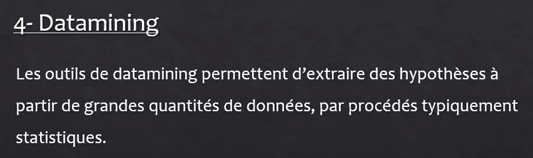 4- Datamining
Les outils de datamining permettent d'extraire des hypothèses à
partir de grandes quantités de données, par procédés typiquement
statistiques.